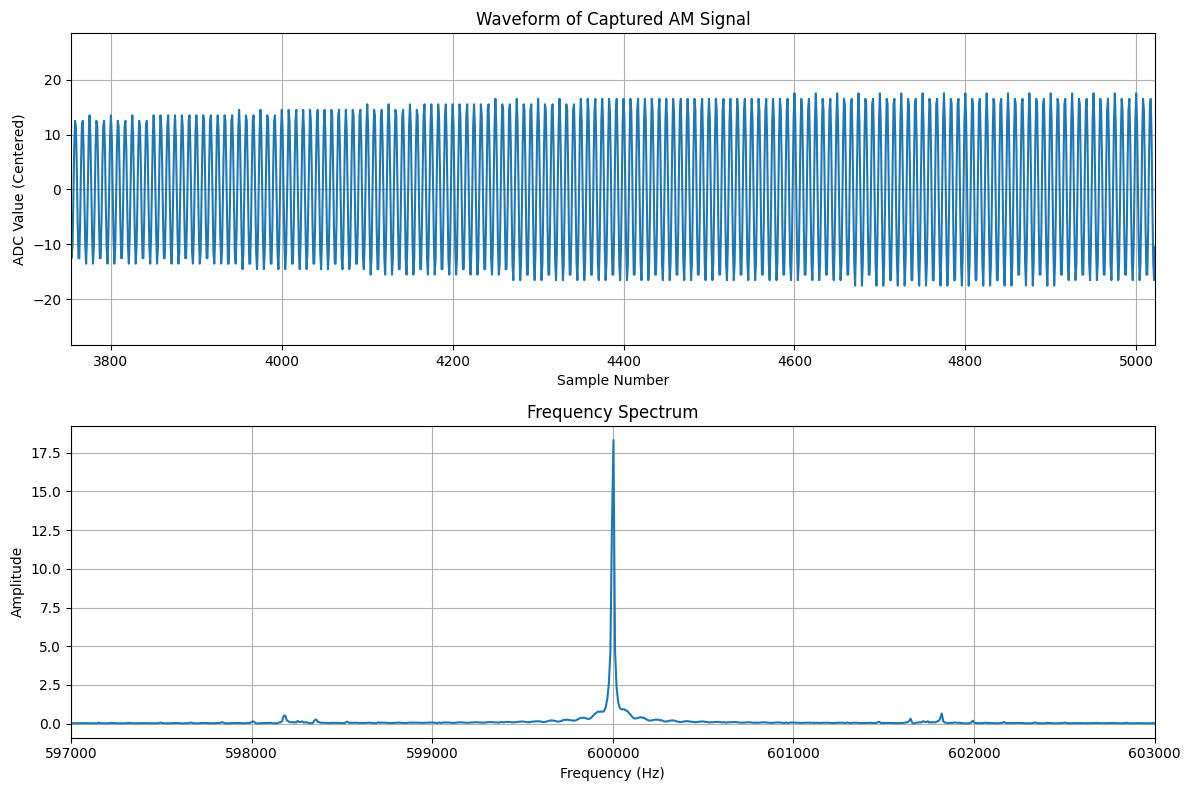 Waveform of Captured AM Signal
ADC Value (Centered)
20
10
0
−10
−20
3800 4000 4200 4400 4600 4800 5000
Sample Number
Frequency Spectrum
Amplitude
17.5
15.0
12.5
10.0
7.5
5.0
2.5
0.0
597000 598000 599000 600000 601000 602000 603000
Frequency (Hz)